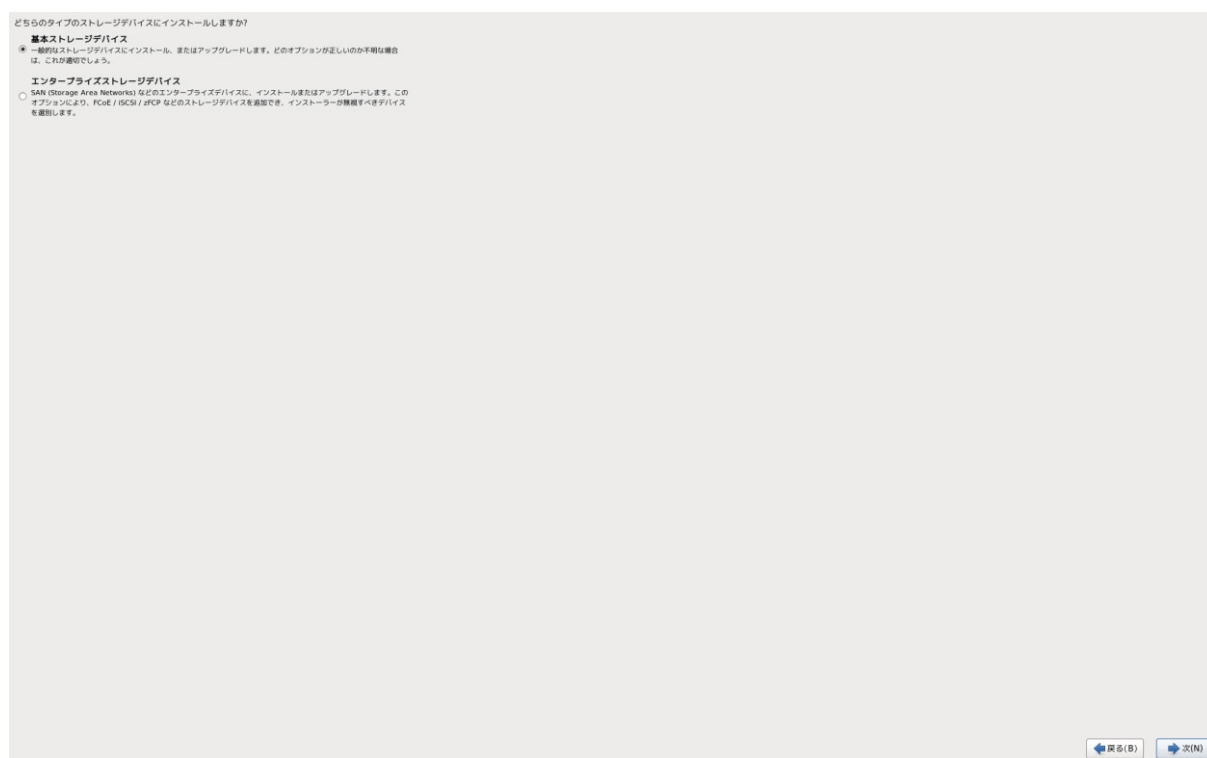 どちらのタイプのストレージデバイスにインストールしますか?
基本ストレージデバイス
一般的なストレージデバイスにインストール、またはアップグレードします。どのオプションが正しいのか不明な場合
は、これが適切でしょう。
エンタープライズストレージデバイス
SAN (Storage Area Networks) などのエンタープライズデバイスに、インストールまたはアップグレードします。この
オプションにより、FCoE / iSCSI / zFCP などのストレージデバイスを追加でき、インストーラーが無視すべきデバイス
を選別します。
戻る(B)
次(N)